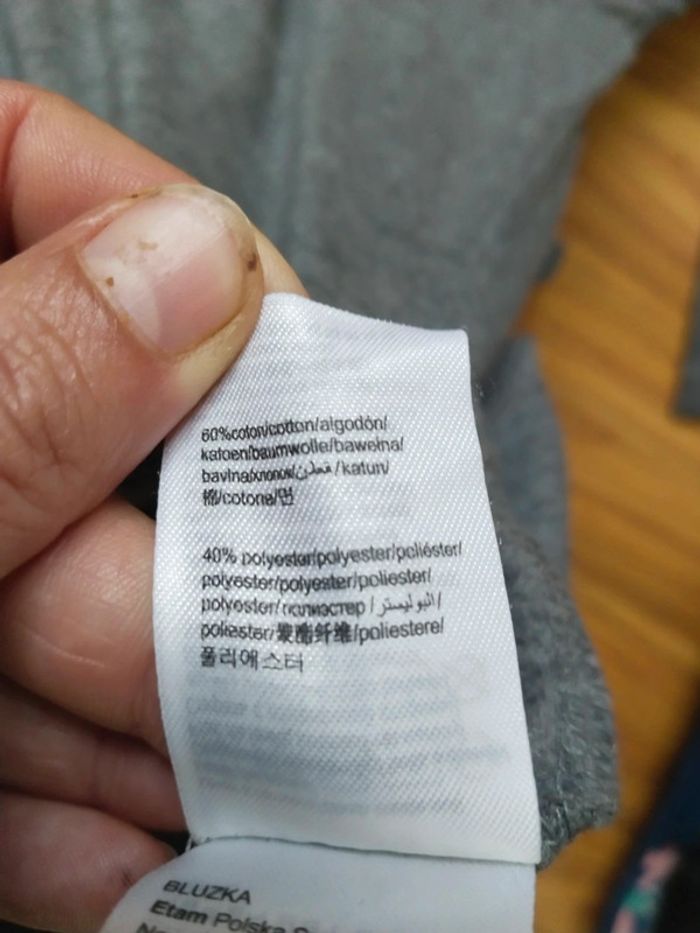 60%coton/cotton/algodón/
katoen/baumwolle/bawełna/
bavlna/хлопок/قطن/katun/
棉/cotone/면
40% polyester/polyester/poliéster/
polyester/polyester/poliester/
polyester/полиэстер/البوليستر/
poliestar/聚酯纤维/poliestere/
폴리에스터
BLUZKA
Etam Polska